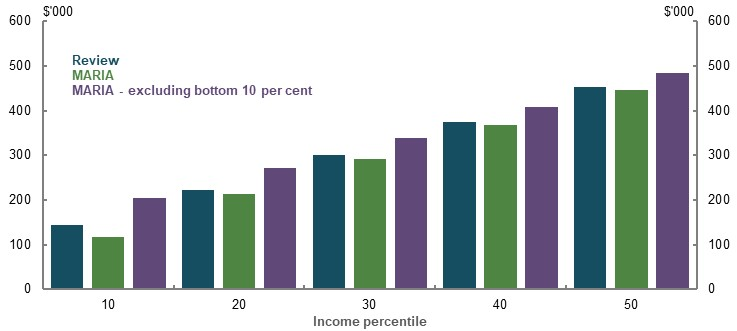 $'000 $'000
600 600
Review
MARIA
MARIA - excluding bottom 10 per cent
500 500
400 400
300 300
200 200
100 100
0 0
10 20 30 40 50
Income percentile